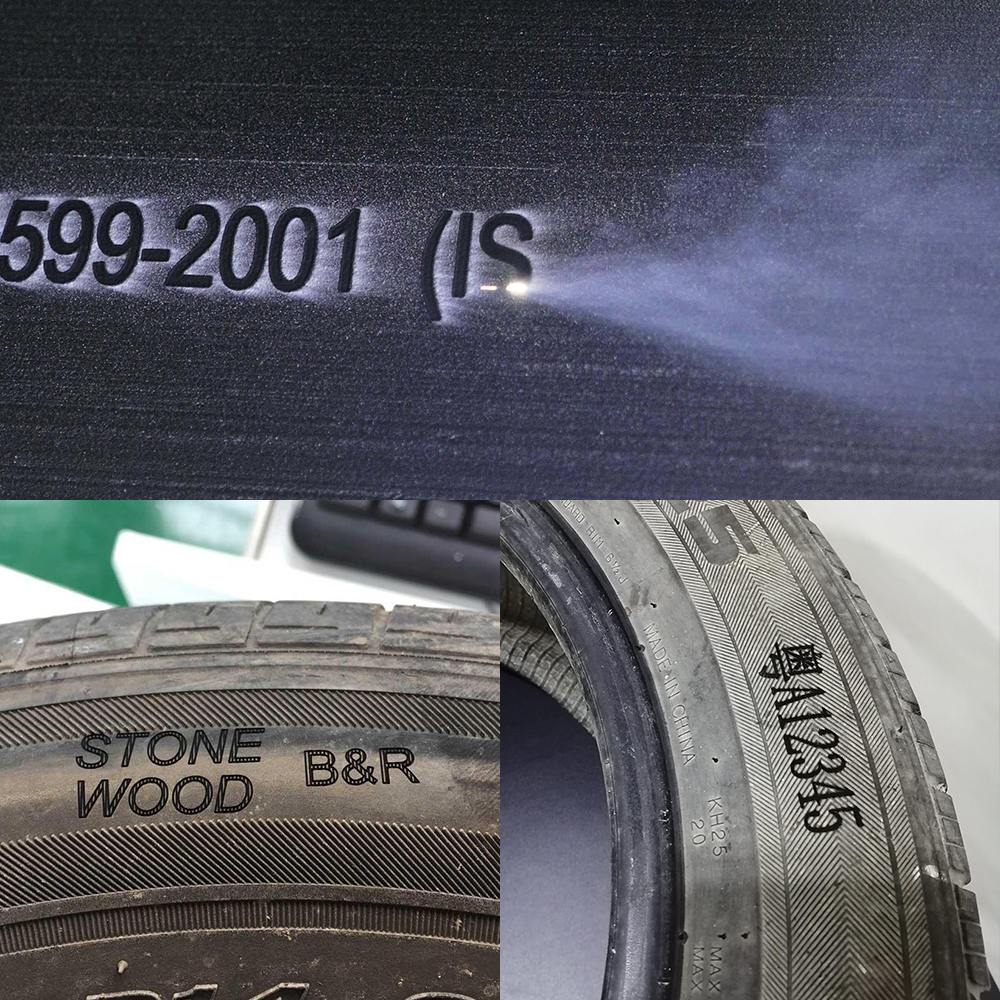 599-2001 (IS
STONE
WOOD
B&R
MADE IN CHINA
KH25
20
MAX
MAX
粤A12345